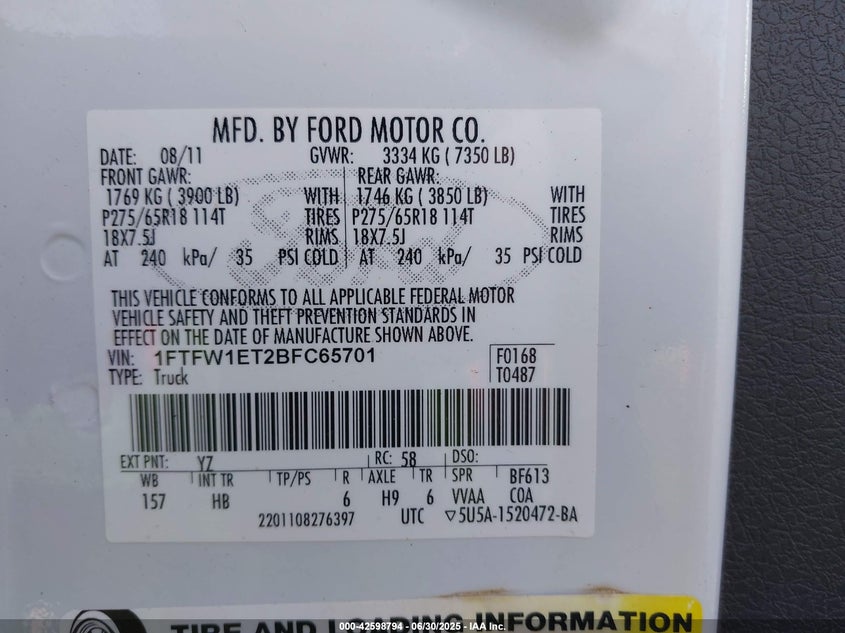 MFD. BY FORD MOTOR CO.
DATE: 08/11 GVWR: 3334 KG ( 7350 LB)
FRONT GAWR: REAR GAWR:
1769 KG ( 3900 LB) WITH 1746 KG ( 3850 LB) WITH
P275/65R18 114T TIRES P275/65R18 114T TIRES
18X7.5J RIMS 18X7.5J RIMS
AT 240 kPa/ 35 PSI COLD AT 240 kPa/ 35 PSI COLD
THIS VEHICLE CONFORMS TO ALL APPLICABLE FEDERAL MOTOR
VEHICLE SAFETY AND THEFT PREVENTION STANDARDS IN
EFFECT ON THE DATE OF MANUFACTURE SHOWN ABOVE.
VIN: 1FTFW1ET2BFC65701 F0168
TYPE: Truck T0487
EXT PNT: YZ RC: 58 DSO:
WB INT TR TP/PS R AXLE TR SPR BF613
157 HB 6 H9 6 VVAA COA
2201108276397 UTC ▽5U5A-1520472-BA
TIRE AND LOADING INFORMATION
000-42598794 - 06/30/2025 - IAA Inc.